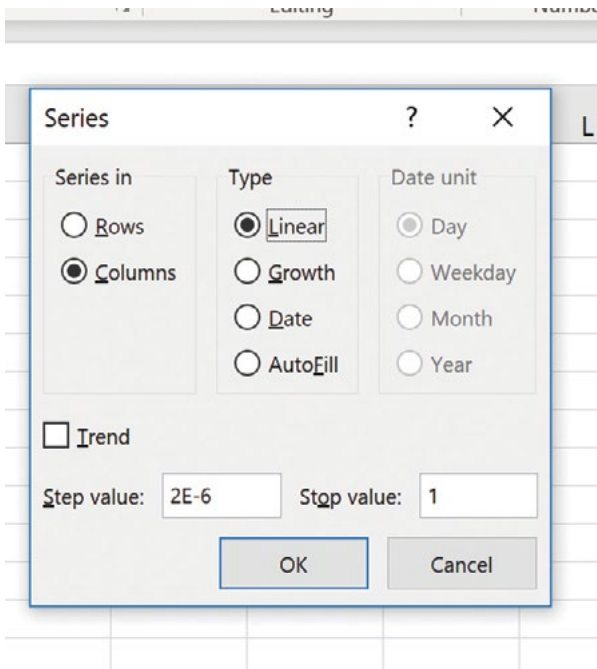 L
Series ? X
Series in Type Date unit
Rows Linear Day
Columns Growth Weekday
Date Month
AutoFill Year
Trend
Step value: 2E-6 Stop value: 1
OK Cancel